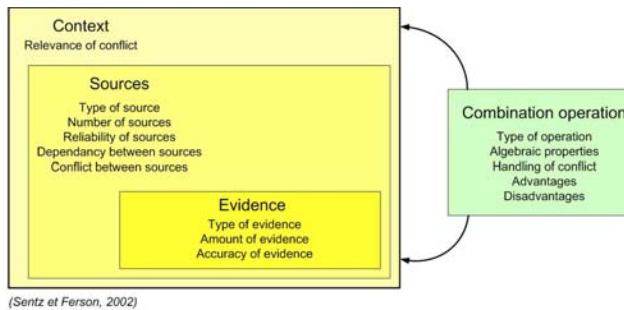 Context
Relevance of conflict
Sources
Type of source
Number of sources
Reliability of sources
Dependancy between sources
Conflict between sources
Evidence
Type of evidence
Amount of evidence
Accuracy of evidence
Combination operation
Type of operation
Algebraic properties
Handling of conflict
Advantages
Disadvantages
(Sentz et Ferson, 2002)